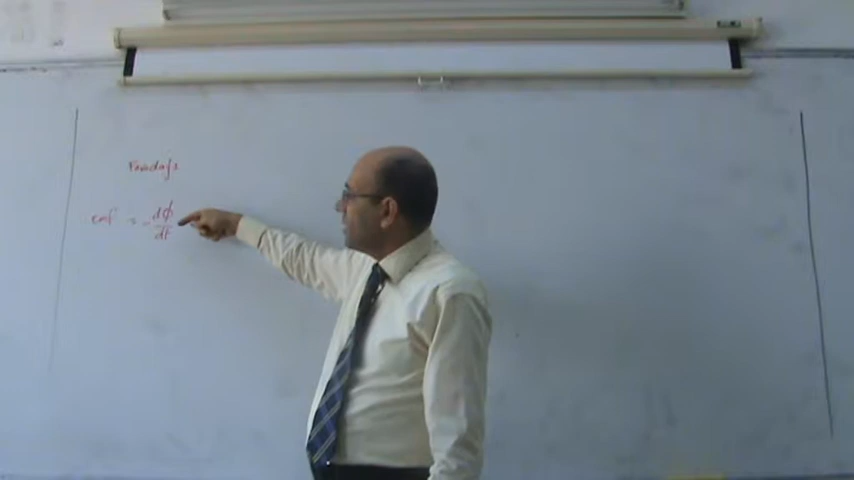 Faraday's
emf = - dϕ/dt